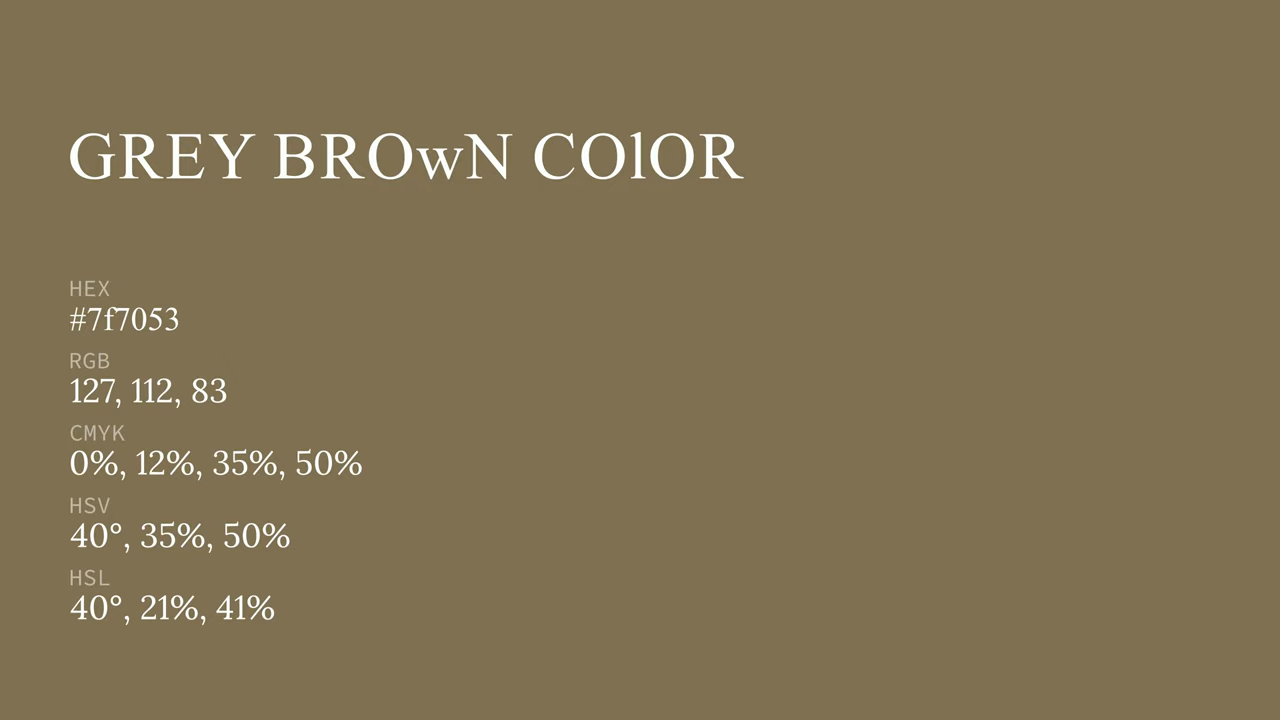 GREY BROwN COlOR
HEX
#7f7053
RGB
127, 112, 83
CMYK
0%, 12%, 35%, 50%
HSV
40°, 35%, 50%
HSL
40°, 21%, 41%